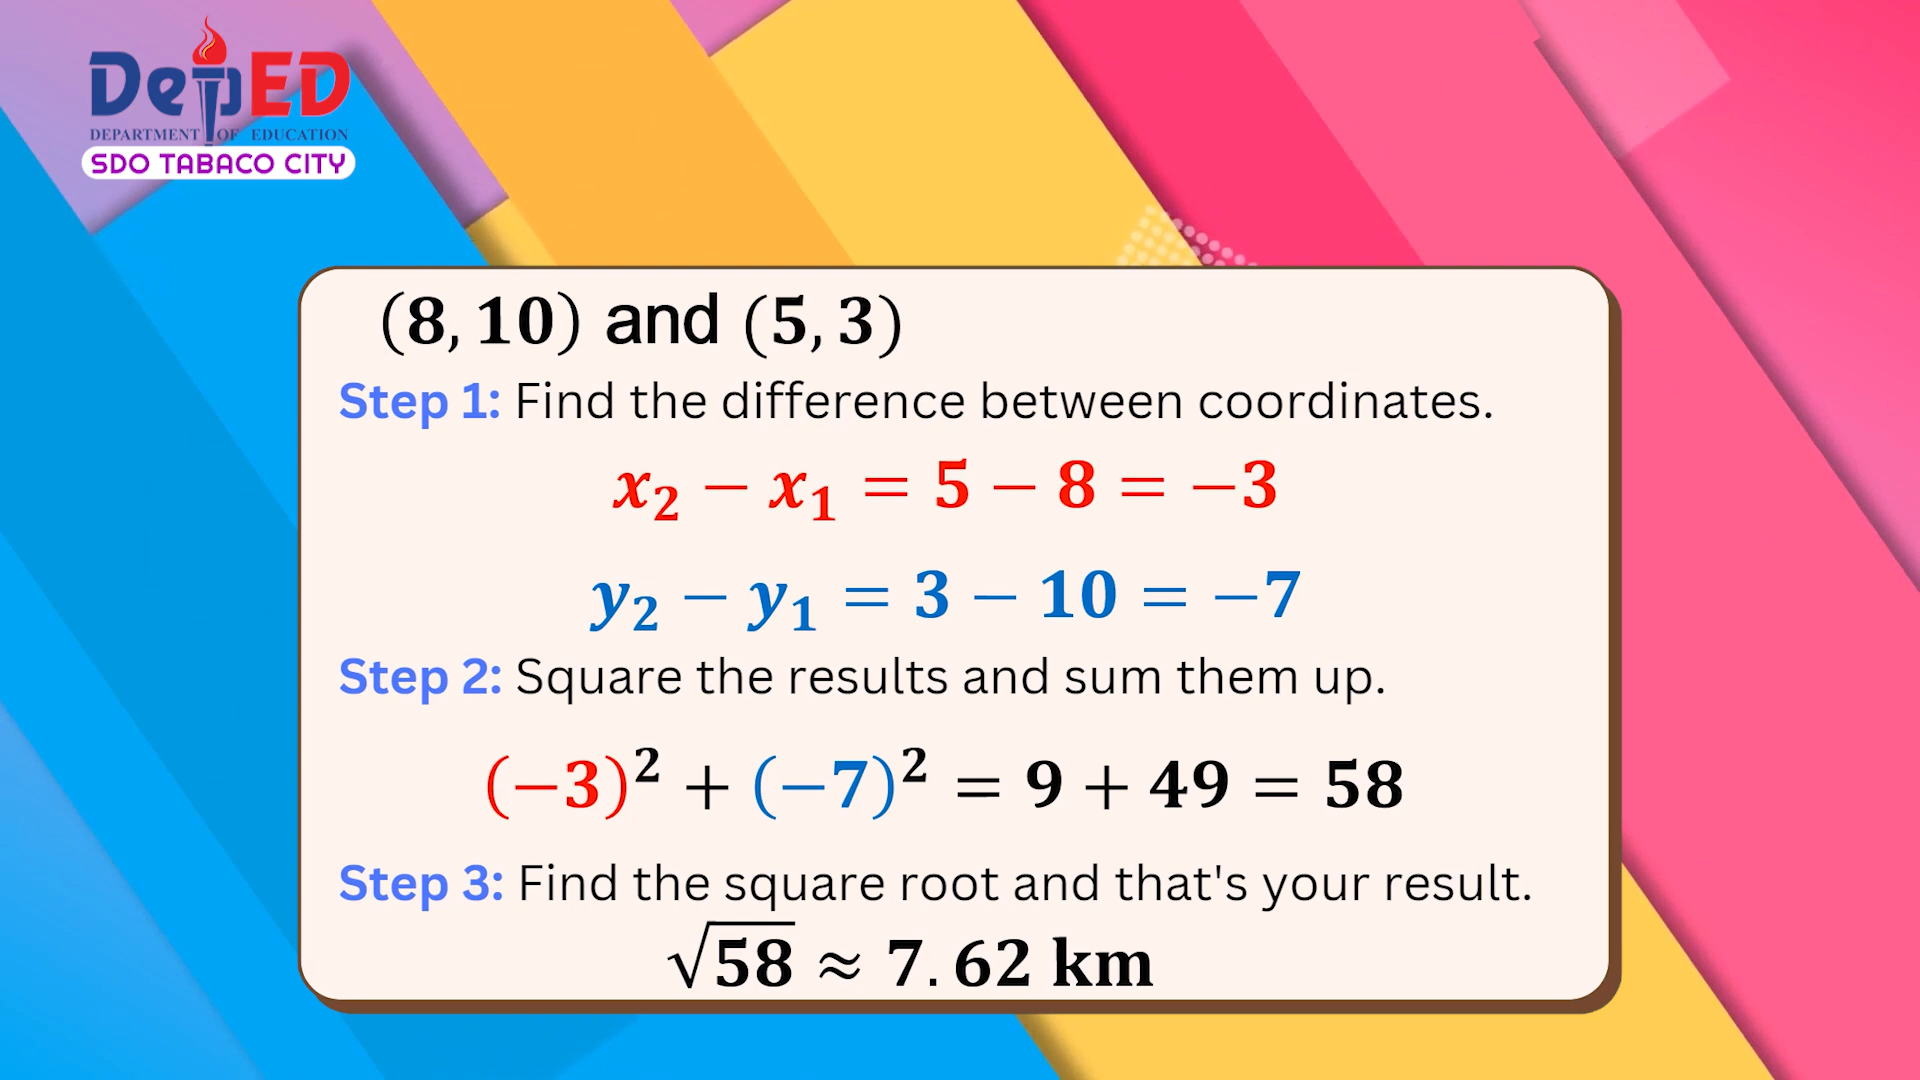 DepED
DEPARTMENT OF EDUCATION
SDO TABACO CITY
(8, 10) and (5, 3)
Step 1: Find the difference between coordinates.
x₂ − x₁ = 5 − 8 = −3
y₂ − y₁ = 3 − 10 = −7
Step 2: Square the results and sum them up.
(−3)² + (−7)² = 9 + 49 = 58
Step 3: Find the square root and that's your result.
√58 ≈ 7.62 km